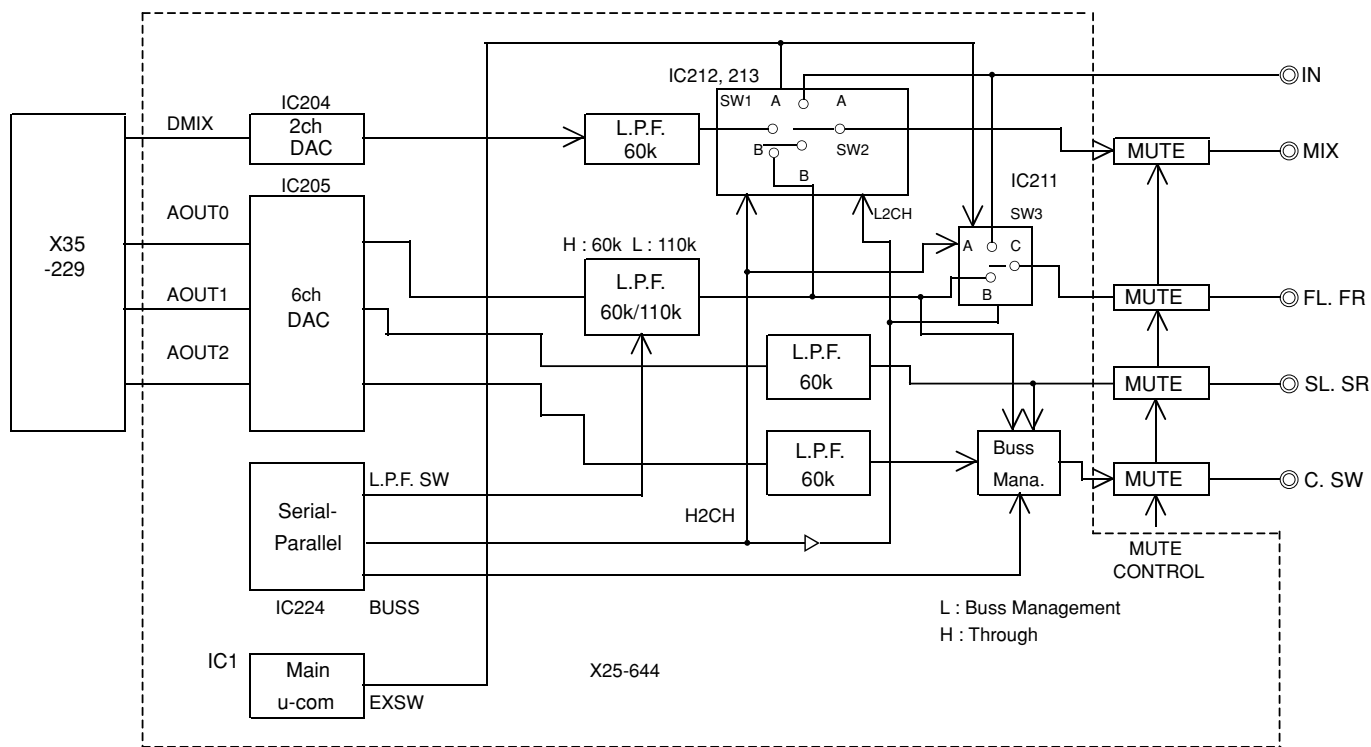 IC212, 213
IN
SW1
A
A
IC204
DMIX
2ch
DAC
L.P.F.
60k
B
SW2
MUTE
MIX
IC205
B
IC211
AOUT0
L2CH
SW3
X35
-229
H : 60k L : 110k
A
C
AOUT1
6ch
DAC
L.P.F.
60k/110k
B
MUTE
FL. FR
AOUT2
L.P.F.
60k
MUTE
SL. SR
L.P.F.
60k
Buss
Mana.
MUTE
C. SW
L.P.F. SW
Serial-
Parallel
H2CH
MUTE
CONTROL
IC224
BUSS
L : Buss Management
H : Through
IC1
Main
u-com
EXSW
X25-644